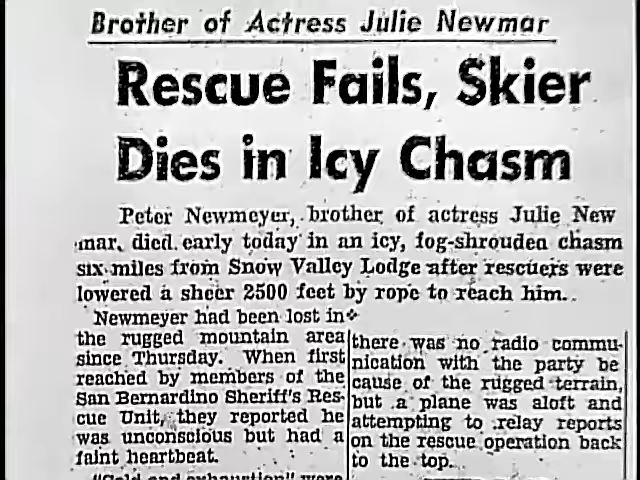 Brother of Actress Julie Newmar
Rescue Fails, Skier
Dies in Icy Chasm
Peter Newmeyer, brother of actress Julie New
mar, died early today in an icy, fog-shrouded chasm
six miles from Snow Valley Lodge after rescuers were
lowered a sheer 2500 feet by rope to reach him.
Newmeyer had been lost in
the rugged mountain area
since Thursday. When first
reached by members of the
San Bernardino Sheriff's Res-
cue Unit, they reported he
was unconscious but had a
faint heartbeat.
"Cold and exhaustion" were
there was no radio commu-
nication with the party be
cause of the rugged terrain,
but a plane was aloft and
attempting to relay reports
on the rescue operation back
to the top.